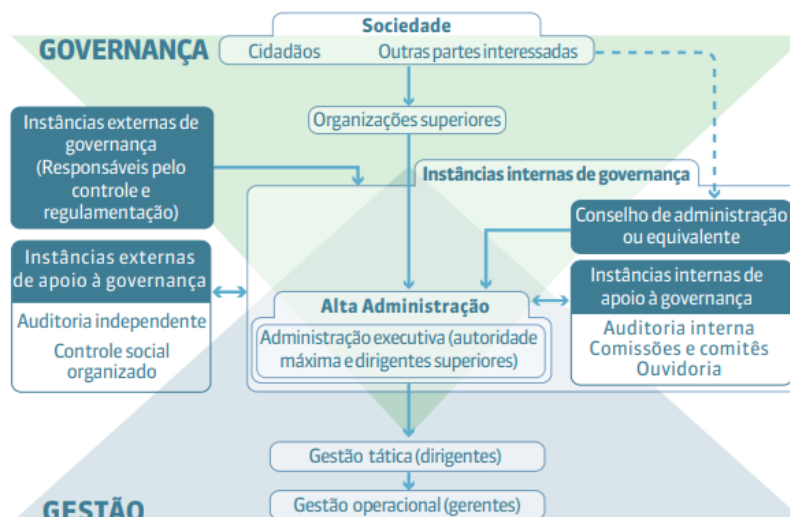 Sociedade
GOVERNANÇA
Cidadãos
Outras partes interessadas
Organizações superiores
Instâncias externas de
governança
(Responsáveis pelo
controle e
regulamentação)
Instâncias internas de governança
Conselho de administração
ou equivalente
Instâncias externas
de apoio à governança
Auditoria independente
Controle social
organizado
Alta Administração
Administração executiva (autoridade
máxima e dirigentes superiores)
Instâncias internas de
apoio à governança
Auditoria interna
Comissões e comitês
Ouvidoria
Gestão tática (dirigentes)
Gestão operacional (gerentes)
GESTÃO